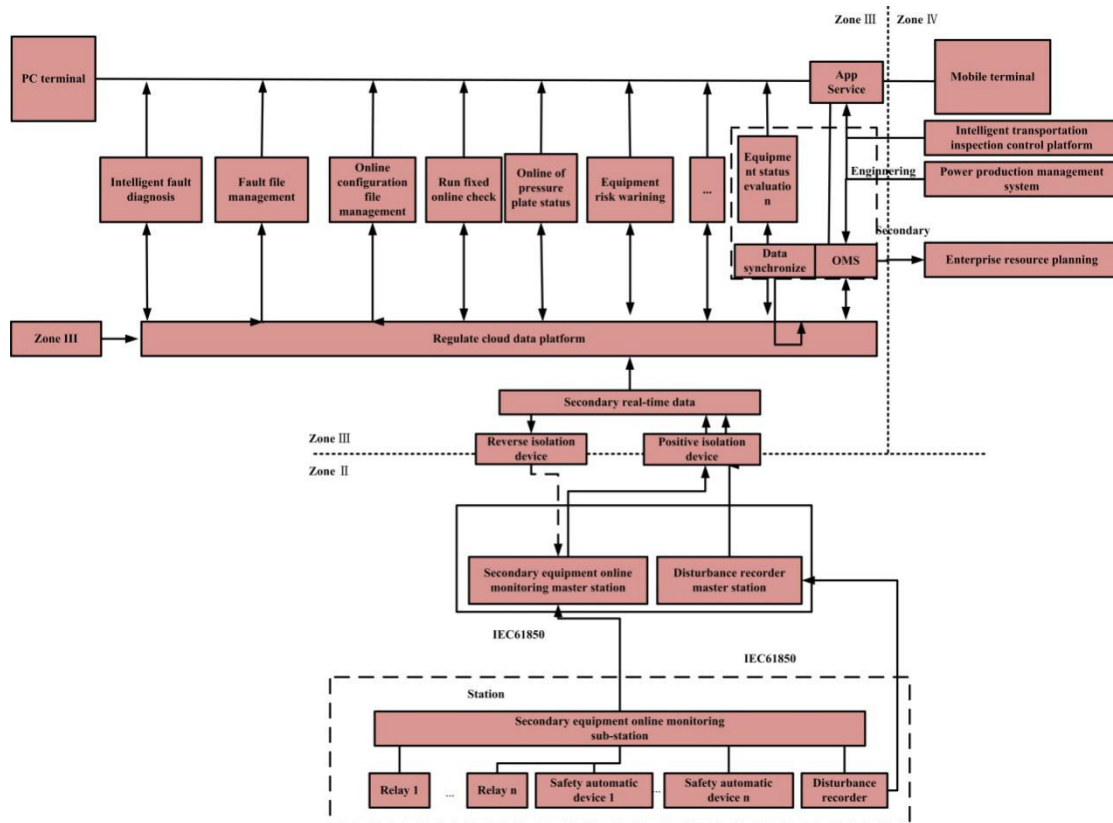 Zone Ⅲ
Zone Ⅳ
PC terminal
App
Service
Mobile terminal
Intelligent fault
diagnosis
Fault file
management
Online
configuration
file
management
Run fixed
online check
Online of
pressure
plate status
Equipment
risk warining
...
Equipme
nt status
evaluatio
n
Enginnering
Intelligent transportation
inspection control platform
Power production management
system
Secondary
Data
synchronize
OMS
Enterprise resource planning
Zone III
Regulate cloud data platform
Secondary real-time data
Zone Ⅲ
Reverse isolation
device
Positive isolation
device
Zone Ⅱ
Secondary equipment online
monitoring master station
Disturbance recorder
master station
IEC61850
IEC61850
Station
Secondary equipment online monitoring
sub-station
Relay 1
...
Relay n
Safety automatic
device 1
...
Safety automatic
device n
Disturbance
recorder